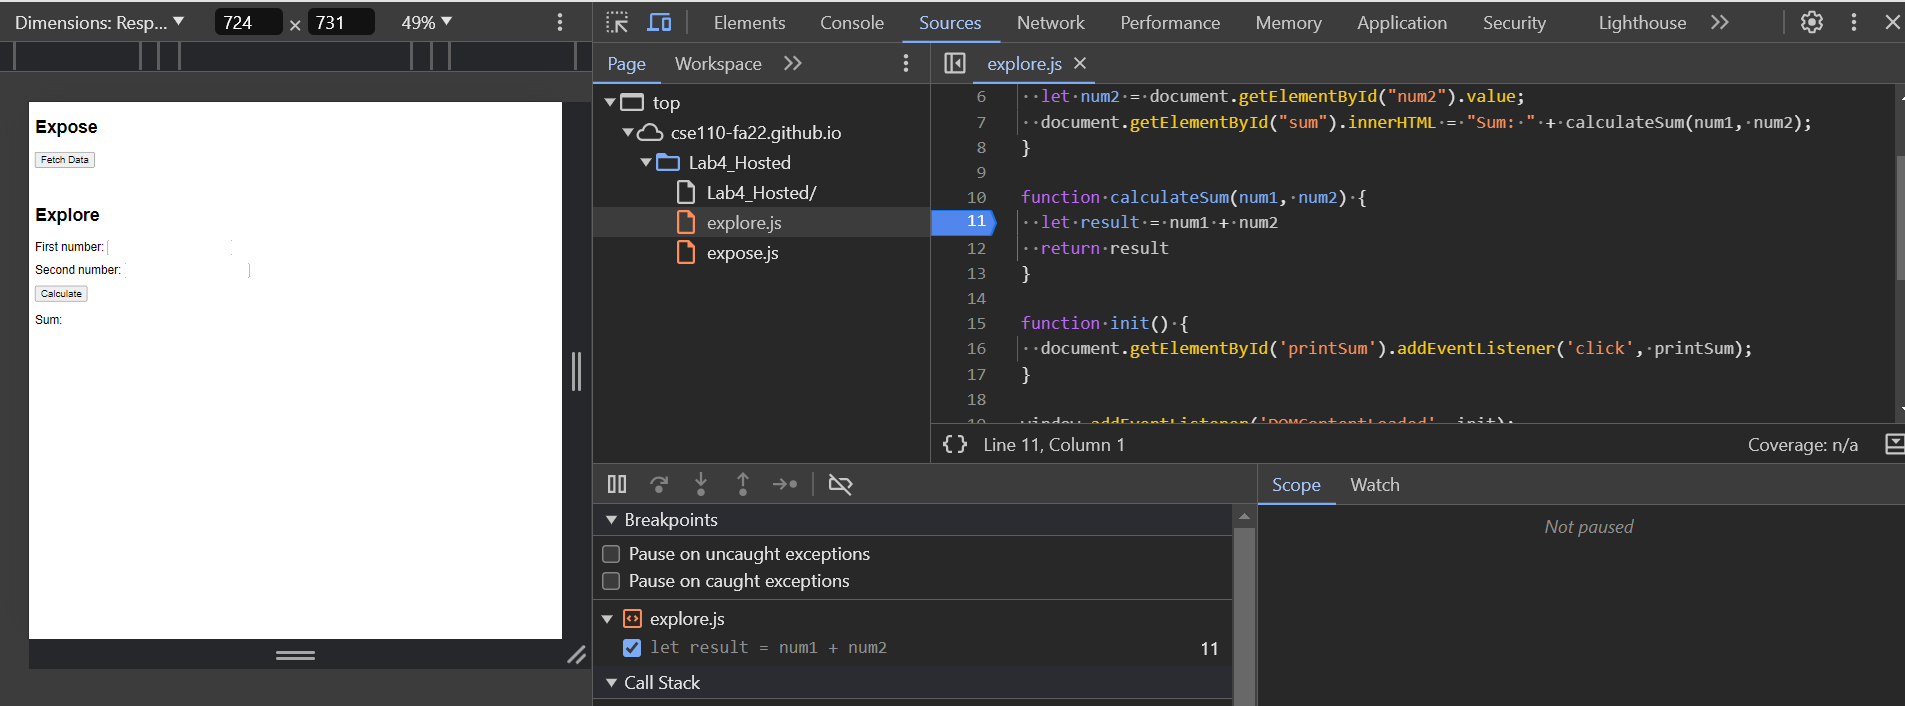 Dimensions: Resp... 724 × 731 49%
Elements Console Sources Network Performance Memory Application Security Lighthouse
Page Workspace
explore.js
top
cse110-fa22.github.io
Lab4_Hosted
Lab4_Hosted/
explore.js
expose.js
6 let num2 = document.getElementById("num2").value;
7 document.getElementById("sum").innerHTML = "Sum: " + calculateSum(num1, num2);
8 }
9
10 function calculateSum(num1, num2) {
11 let result = num1 + num2
12 return result
13 }
14
15 function init() {
16 document.getElementById('printSum').addEventListener('click', printSum);
17 }
18
19 window.addEventListener('DOMContentLoaded', init);
{} Line 11, Column 1 Coverage: n/a
Expose
Fetch Data
Explore
First number:
Second number:
Calculate
Sum:
Breakpoints
Pause on uncaught exceptions
Pause on caught exceptions
explore.js
let result = num1 + num2 11
Call Stack
Scope Watch
Not paused